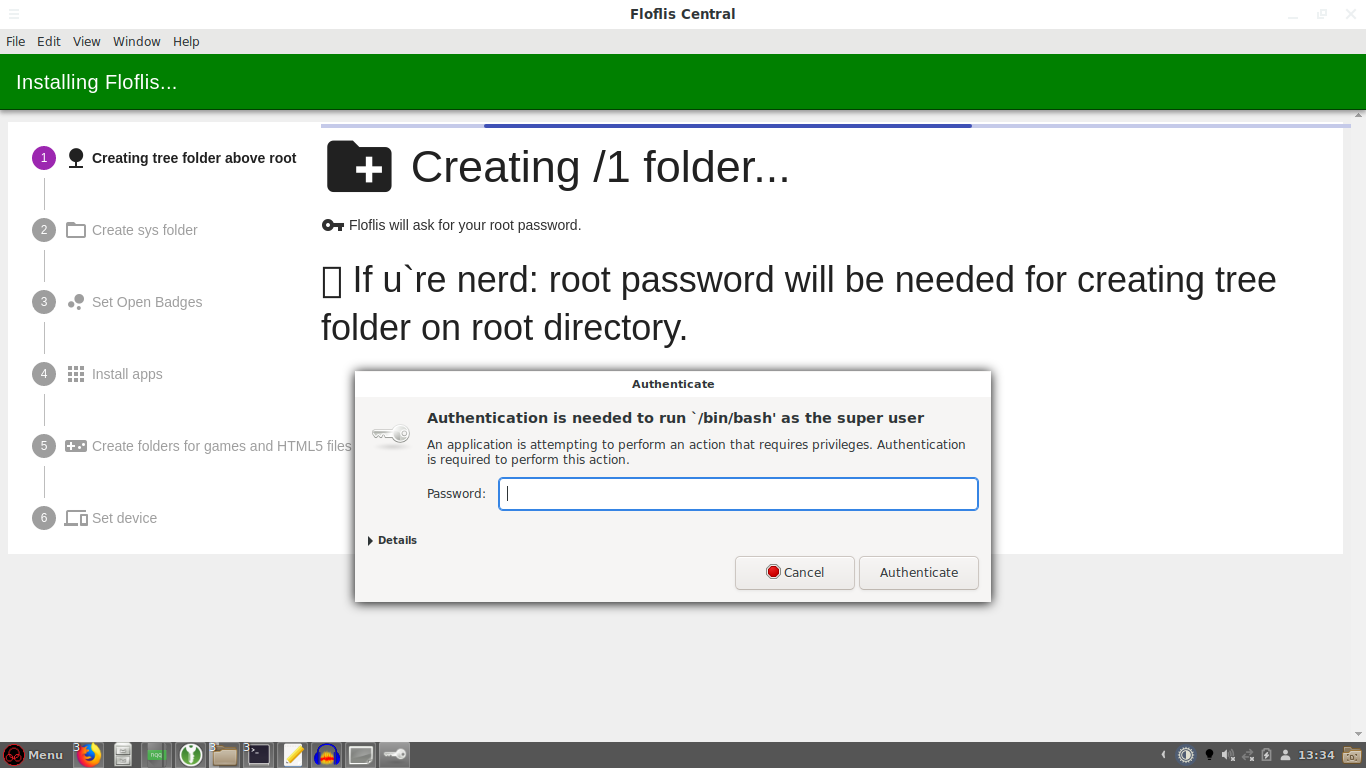 Floflis Central
File Edit View Window Help
Installing Floflis...
1 Creating tree folder above root
2 Create sys folder
3 Set Open Badges
4 Install apps
5 Create folders for games and HTML5 files
6 Set device
Creating /1 folder...
Floflis will ask for your root password.
If u`re nerd: root password will be needed for creating tree
folder on root directory.
Authenticate
Authentication is needed to run `/bin/bash' as the super user
An application is attempting to perform an action that requires privileges. Authentication
is required to perform this action.
Password:
Details
Cancel Authenticate
Menu 3 3 3 13:34